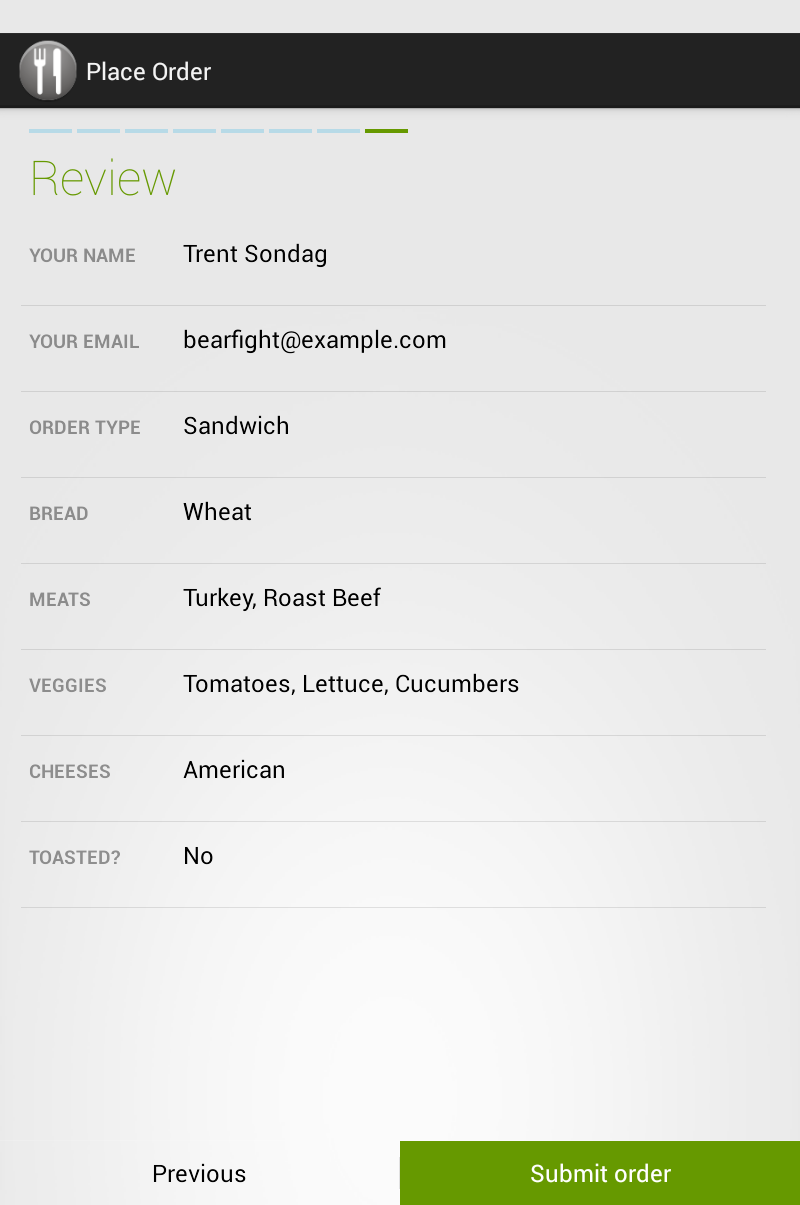 Place Order
Review
YOUR NAME Trent Sondag
YOUR EMAIL bearfight@example.com
ORDER TYPE Sandwich
BREAD Wheat
MEATS Turkey, Roast Beef
VEGGIES Tomatoes, Lettuce, Cucumbers
CHEESES American
TOASTED? No
Previous Submit order